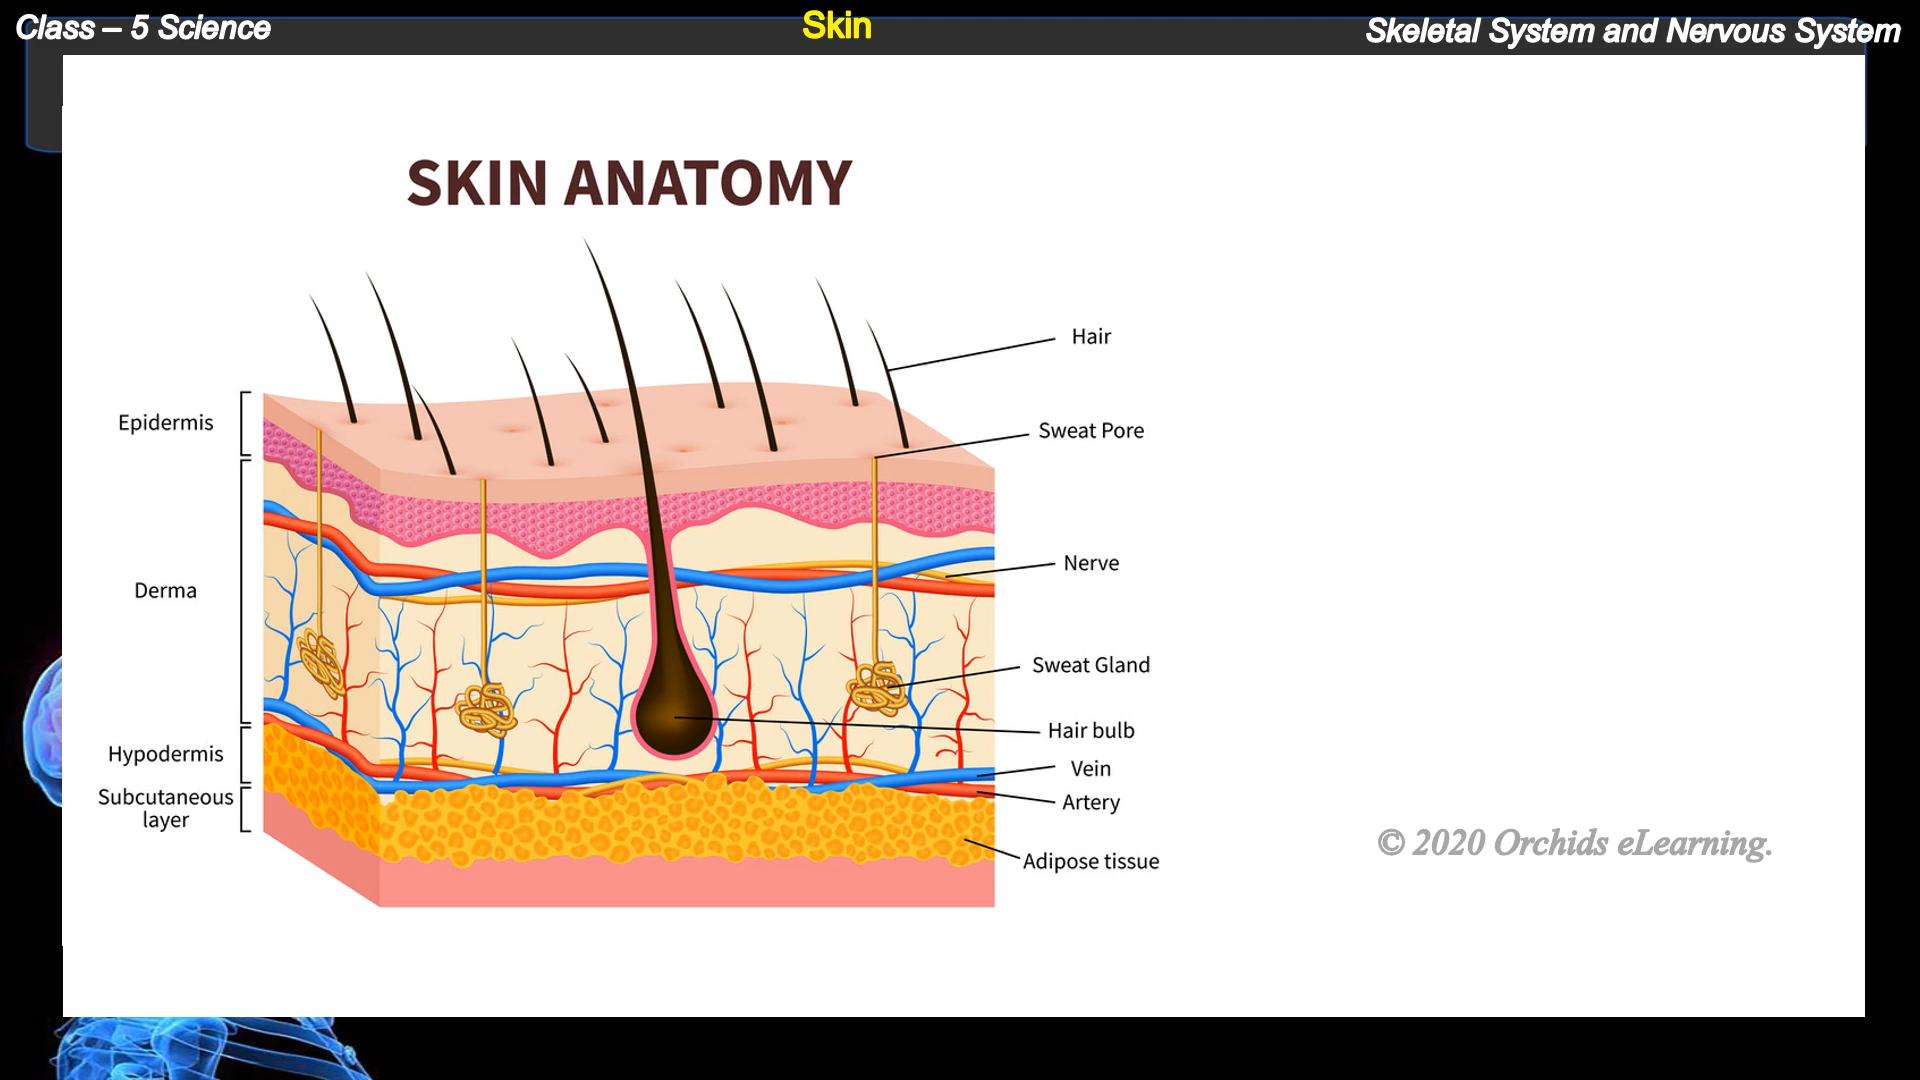 Class – 5 Science
Skin
Skeletal System and Nervous System
SKIN ANATOMY
Hair
Epidermis
Sweat Pore
Nerve
Derma
Sweat Gland
Hair bulb
Hypodermis
Vein
Subcutaneous
layer
Artery
Adipose tissue
© 2020 Orchids eLearning.